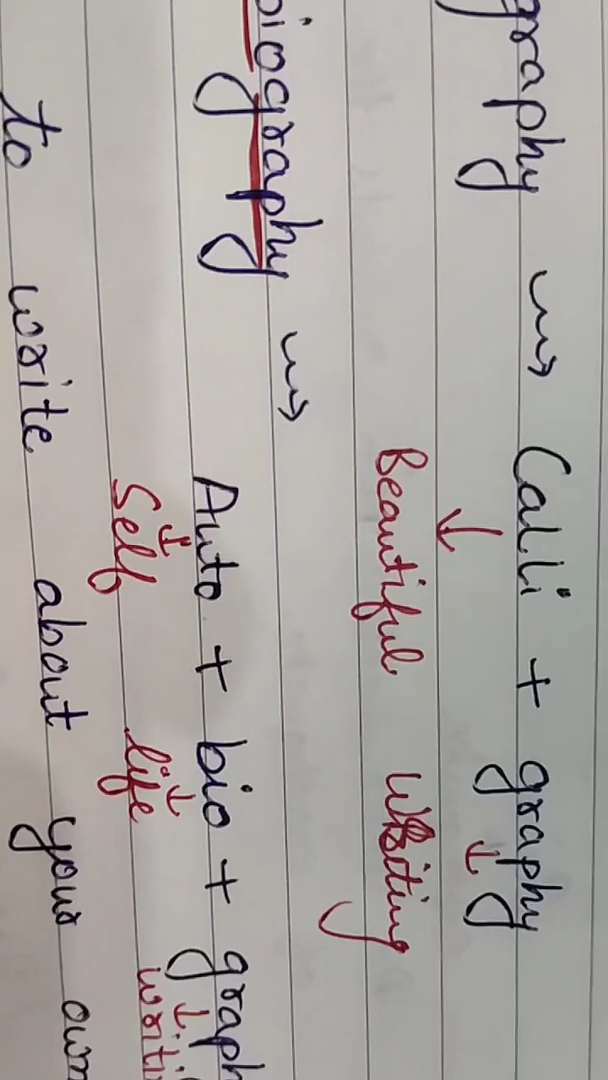 graphy ⇝ Calli + graphy
↓ ↓
Beautiful Writing
biography ⇝ Auto + bio + graph
↓ ↓ ↓
Self life writi
to write about your own